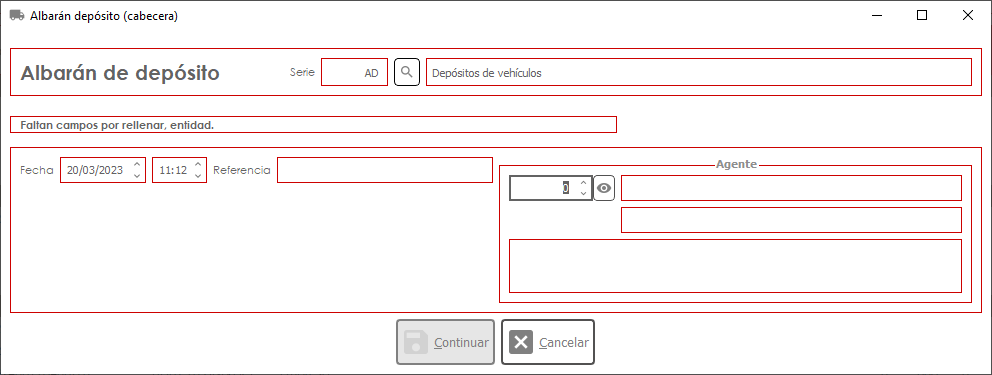 Albarán depósito (cabecera)
Albarán de depósito
Serie AD Depósitos de vehículos
Faltan campos por rellenar, entidad.
Fecha 20/03/2023 11:12 Referencia
Agente
0
Continuar Cancelar